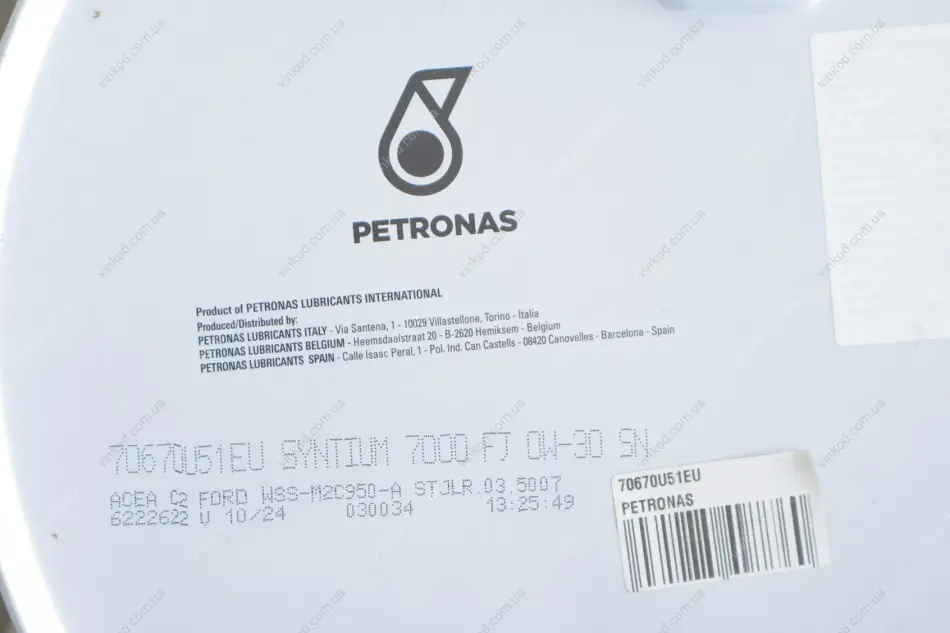 PETRONAS
Product of PETRONAS LUBRICANTS INTERNATIONAL
Produced/Distributed by:
PETRONAS LUBRICANTS ITALY - Via Santena, 1 - 10029 Villastellone, Torino - Italia
PETRONAS LUBRICANTS BELGIUM - Heemsdaalstraat 20 - B-2620 Hemiksem - Belgium
PETRONAS LUBRICANTS SPAIN - Calle Isaac Peral, 1 - Pol. Ind. Can Castells - 08420 Canovelles - Barcelona - Spain
70670U51EU SYNTIUM 7000 FJ 0W-30 SN
ACEA C2 FORD WSS-M2C950-A STJLR.03.5007
6222622 V 10/24 030034 13:25:49
70670U51EU
PETRONAS
vinkod.com.ua